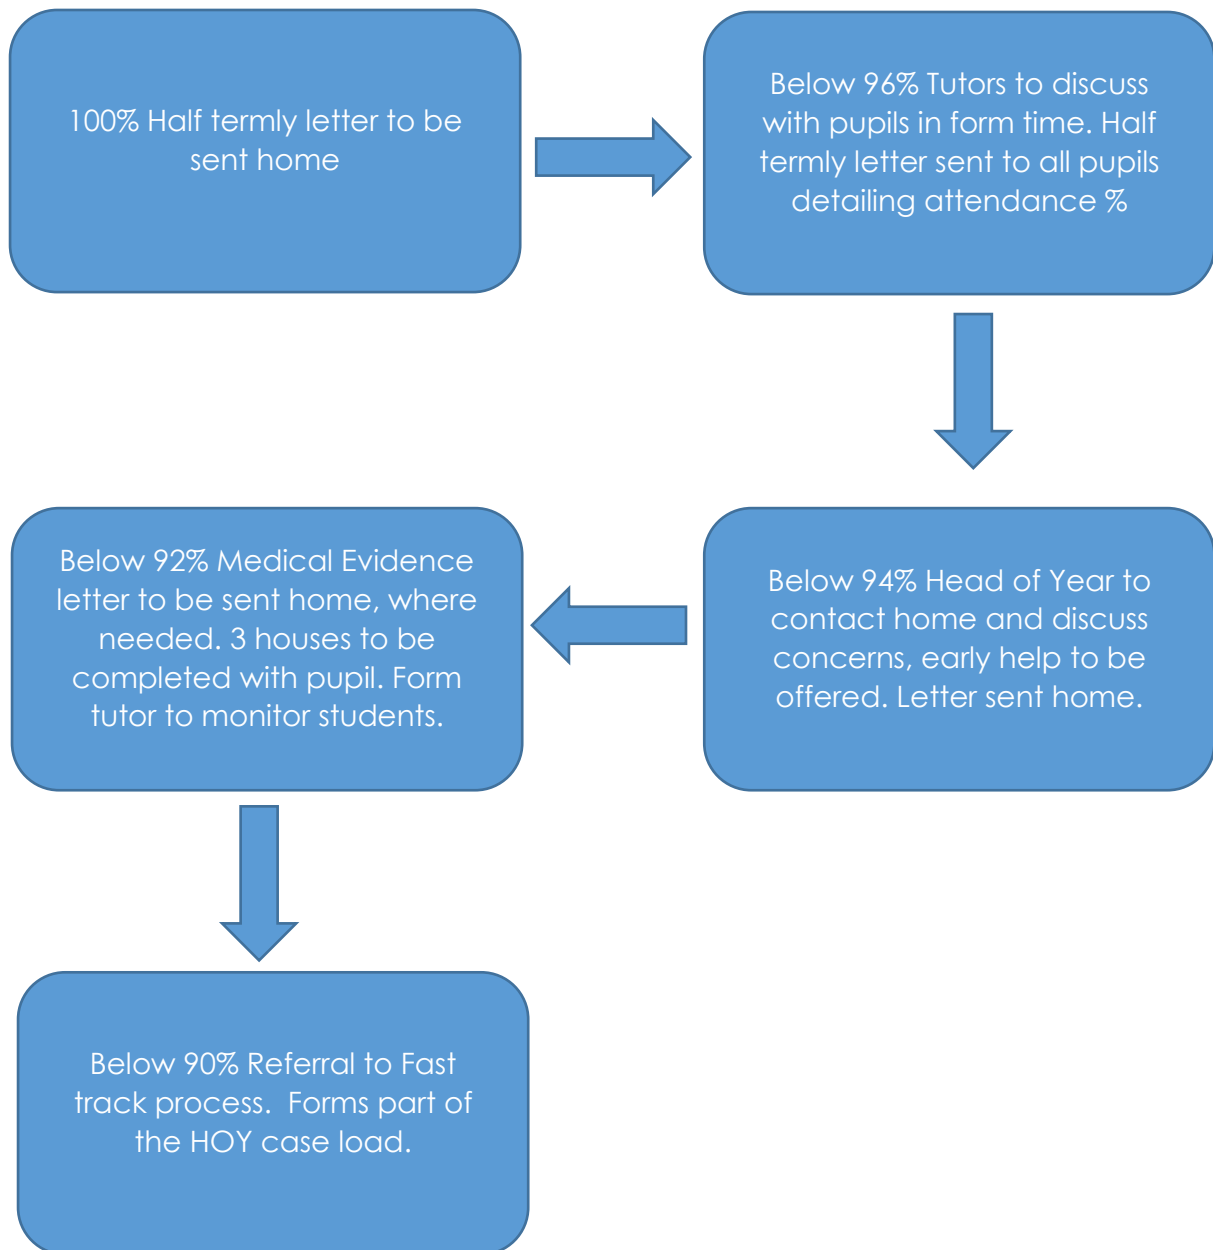 100% Half termly letter to be
sent home
Below 96% Tutors to discuss
with pupils in form time. Half
termly letter sent to all pupils
detailing attendance %
Below 94% Head of Year to
contact home and discuss
concerns, early help to be
offered. Letter sent home.
Below 92% Medical Evidence
letter to be sent home, where
needed. 3 houses to be
completed with pupil. Form
tutor to monitor students.
Below 90% Referral to Fast
track process.  Forms part of
the HOY case load.